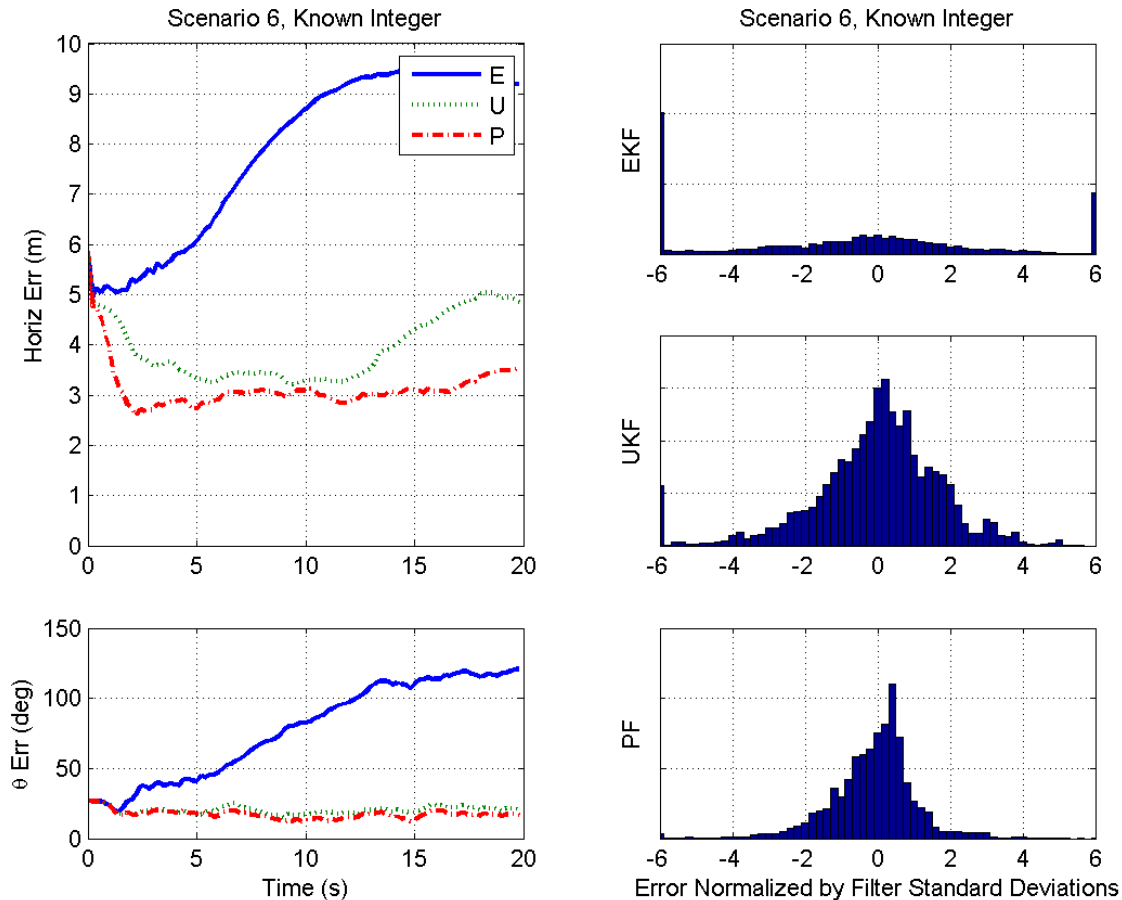 Scenario 6, Known Integer
10
9
8
7
6
5
4
3
2
1
0
Horiz Err (m)
E
U
P
0 5 10 15 20
150
100
50
0
θ Err (deg)
0 5 10 15 20
Time (s)
Scenario 6, Known Integer
EKF
-6 -4 -2 0 2 4 6
UKF
-6 -4 -2 0 2 4 6
PF
-6 -4 -2 0 2 4 6
Error Normalized by Filter Standard Deviations